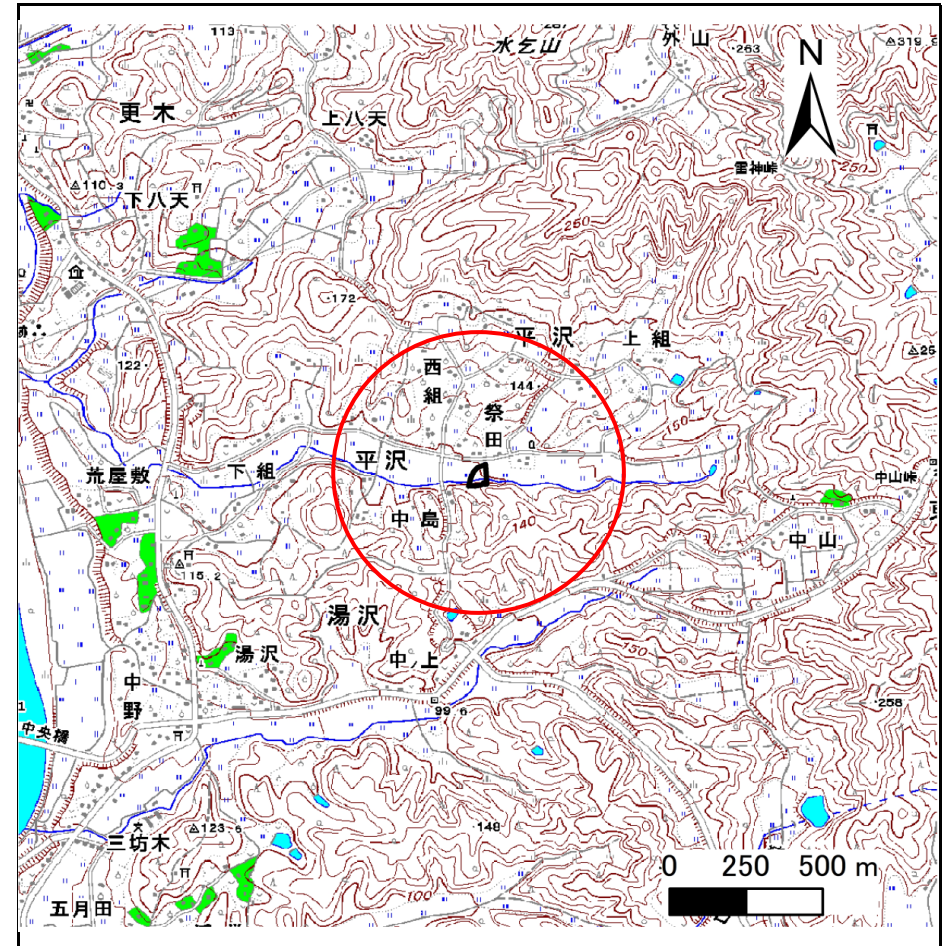 113
水乞山
外山
263
N
更木
上八天
雷神峠
250
110.3
下八天
250
172
平沢
上組
西組
122
144
祭田
150
平沢
荒屋敷
下組
中山峠
中島
140
中山
115.2
湯沢
湯沢
中ノ上
130
中野
99.6
258
中央橋
三坊木
123.6
148
0 250 500 m
100
五月田